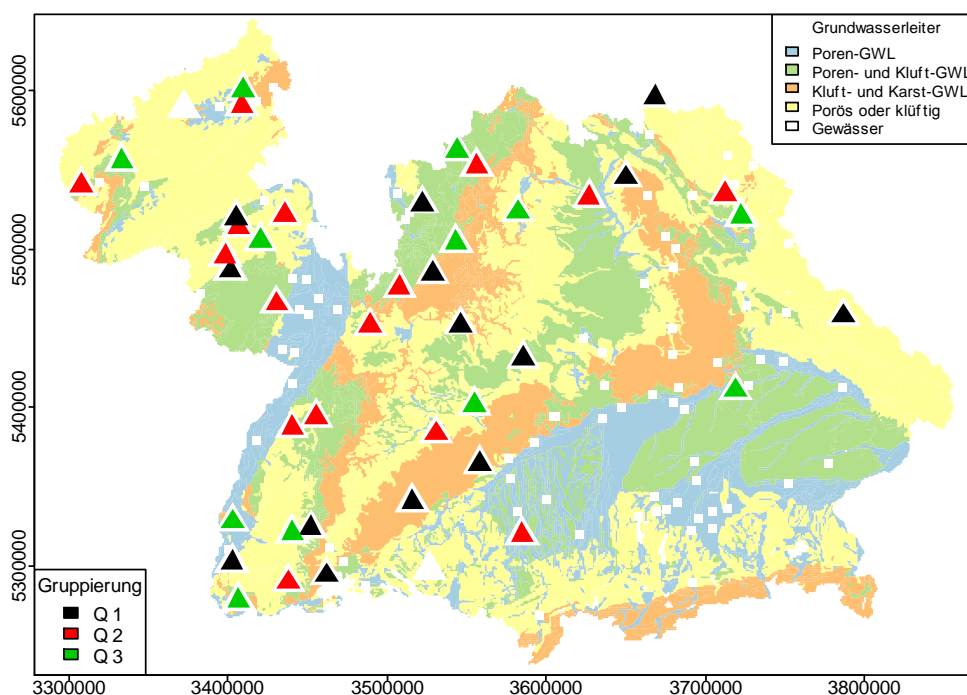 Grundwasserleiter
Poren-GWL
Poren- und Kluft-GWL
Kluft- und Karst-GWL
Porös oder klüftig
Gewässer
5600000
5500000
5400000
5300000
Gruppierung
Q 1
Q 2
Q 3
3300000 3400000 3500000 3600000 3700000 3800000